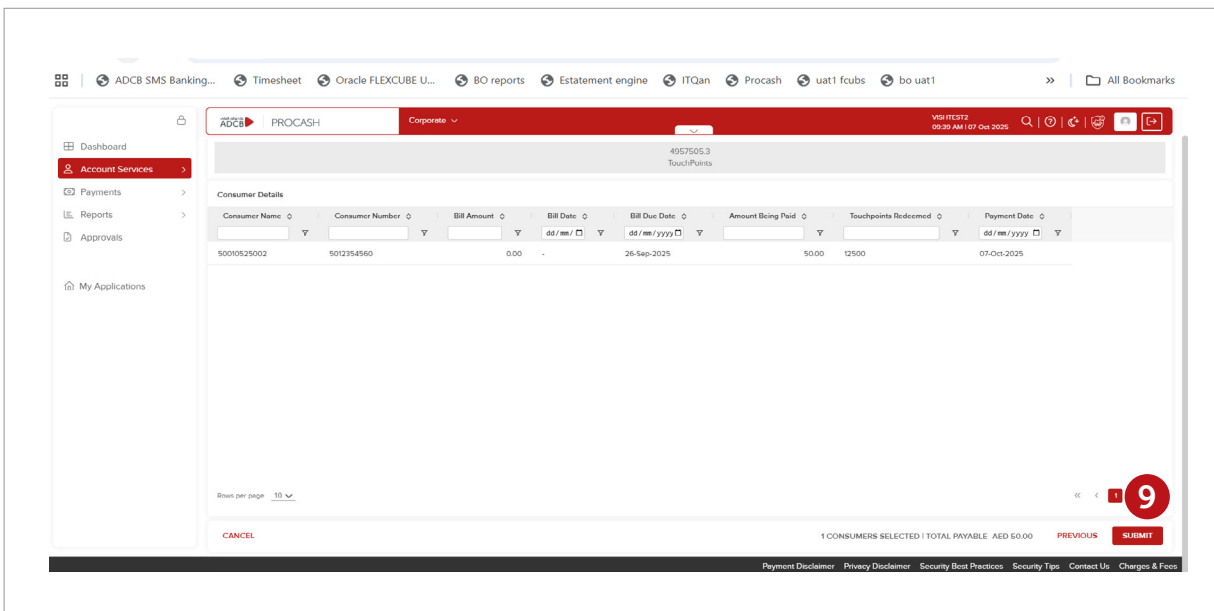 ADCB SMS Banking... Timesheet Oracle FLEXCUBE U... BO reports Estatement engine ITQan Procash uat1 fcubs bo uat1 » All Bookmarks
ADCB PROCASH Corporate VISHTEST2
09:39 AM | 07 Oct 2025
Dashboard
Account Services
Payments
Reports
Approvals
My Applications
4957505.3
TouchPoints
Consumer Details
Consumer Name Consumer Number Bill Amount Bill Date Bill Due Date Amount Being Paid Touchpoints Redeemed Payment Date
dd/mm/ dd/mm/yyyy dd/mm/yyyy
50010525002 5012354560 0.00 - 26-Sep-2025 50.00 12500 07-Oct-2025
Rows per page 10 « < 1 9
CANCEL 1 CONSUMERS SELECTED | TOTAL PAYABLE AED 50.00 PREVIOUS SUBMIT
Payment Disclaimer Privacy Disclaimer Security Best Practices Security Tips Contact Us Charges & Fees